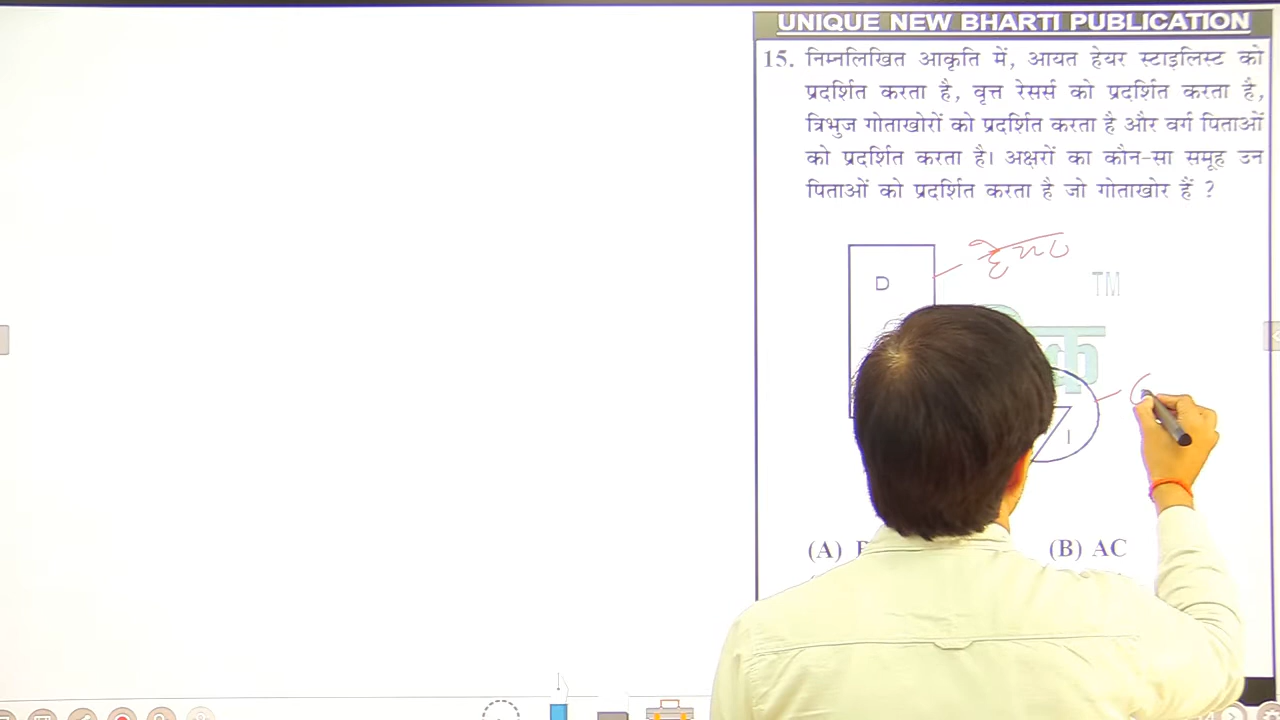 UNIQUE NEW BHARTI PUBLICATION
15. निम्नलिखित आकृति में, आयत हेयर स्टाइलिस्ट को
प्रदर्शित करता है, वृत्त रेसर्स को प्रदर्शित करता है,
त्रिभुज गोताखोरों को प्रदर्शित करता है और वर्ग पिताओं
को प्रदर्शित करता है। अक्षरों का कौन-सा समूह उन
पिताओं को प्रदर्शित करता है जो गोताखोर हैं ?
हेयर
D
TM
I
(A)
(B) AC